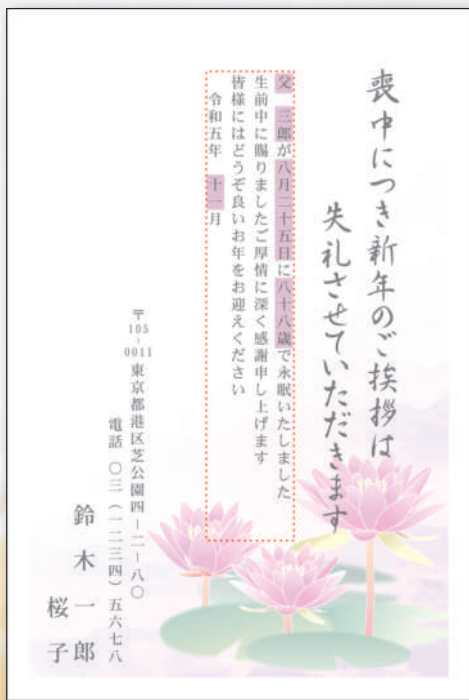 喪中につき新年のご挨拶は
失礼させていただきます
父 三郎が八月二十五日に八十八歳で永眠いたしました
生前中に賜りましたご厚情に深く感謝申し上げます
皆様にはどうぞ良いお年をお迎えください
令和五年 十一月
〒105-0011 東京都港区芝公園四-二-八〇
電話 〇三(一二三四)五六七八
鈴木 一郎
桜子